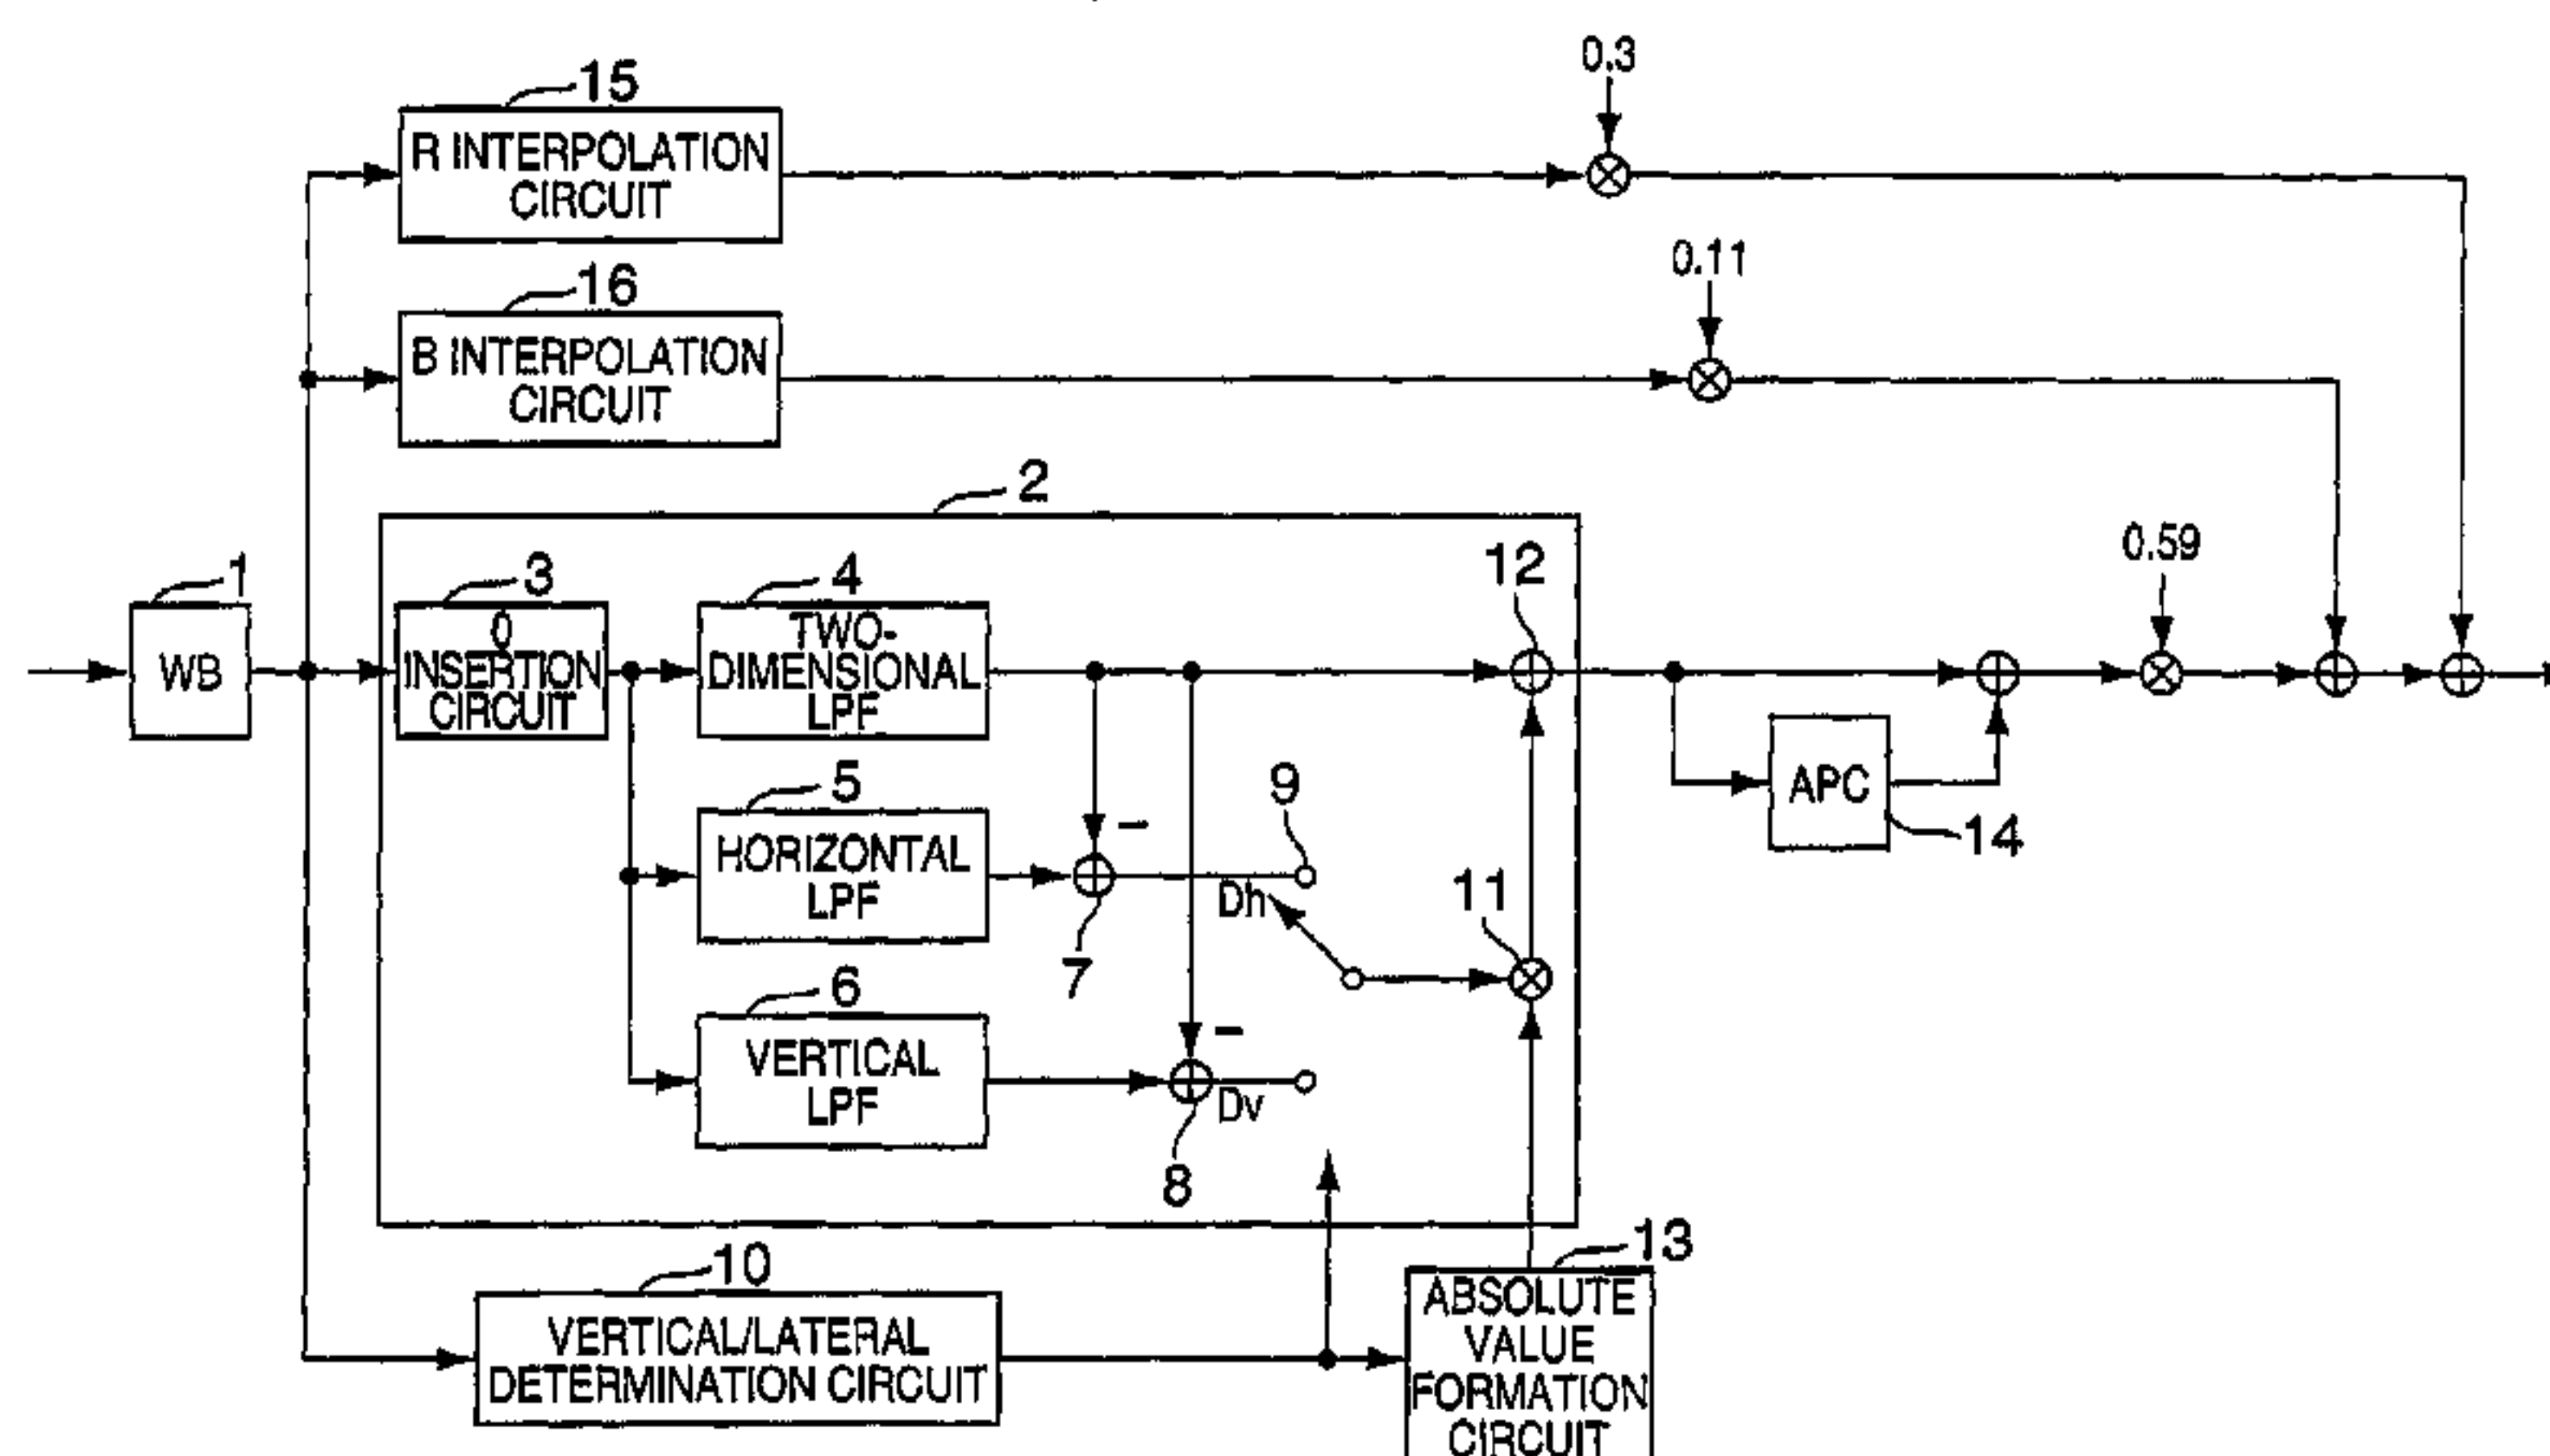 15
0.3
R INTERPOLATION
CIRCUIT
16
0.11
B INTERPOLATION
CIRCUIT
2
1
WB
3
0
INSERTION
CIRCUIT
4
TWO-
DIMENSIONAL
LPF
12
0.59
5
HORIZONTAL
LPF
-
7
9
Dh
11
APC
14
6
VERTICAL
LPF
-
Dv
8
10
VERTICAL/LATERAL
DETERMINATION CIRCUIT
13
ABSOLUTE
VALUE
FORMATION
CIRCUIT